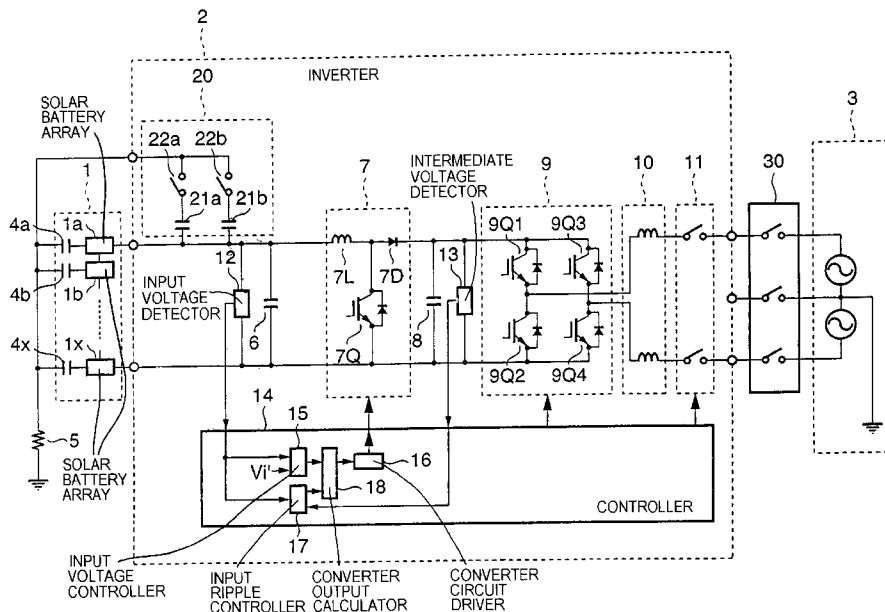 2
INVERTER
20
SOLAR
BATTERY
ARRAY
22a
22b
7
INTERMEDIATE
VOLTAGE
DETECTOR
9
10
11
30
3
1
21a
21b
4a
1a
12
13
9Q1
9Q3
7L
7D
4b
1b
INPUT
VOLTAGE
DETECTOR
6
8
4x
1x
7Q
9Q2
9Q4
5
14
15
16
Vi'
18
SOLAR
BATTERY
ARRAY
CONTROLLER
17
INPUT
VOLTAGE
CONTROLLER
INPUT
RIPPLE
CONTROLLER
CONVERTER
OUTPUT
CALCULATOR
CONVERTER
CIRCUIT
DRIVER